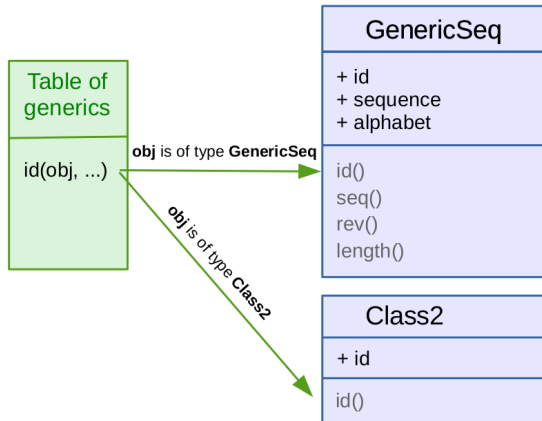 Table of
generics
id(obj, ...)
obj is of type GenericSeq
obj is of type Class2
GenericSeq
+ id
+ sequence
+ alphabet
id()
seq()
rev()
length()
Class2
+ id
id()